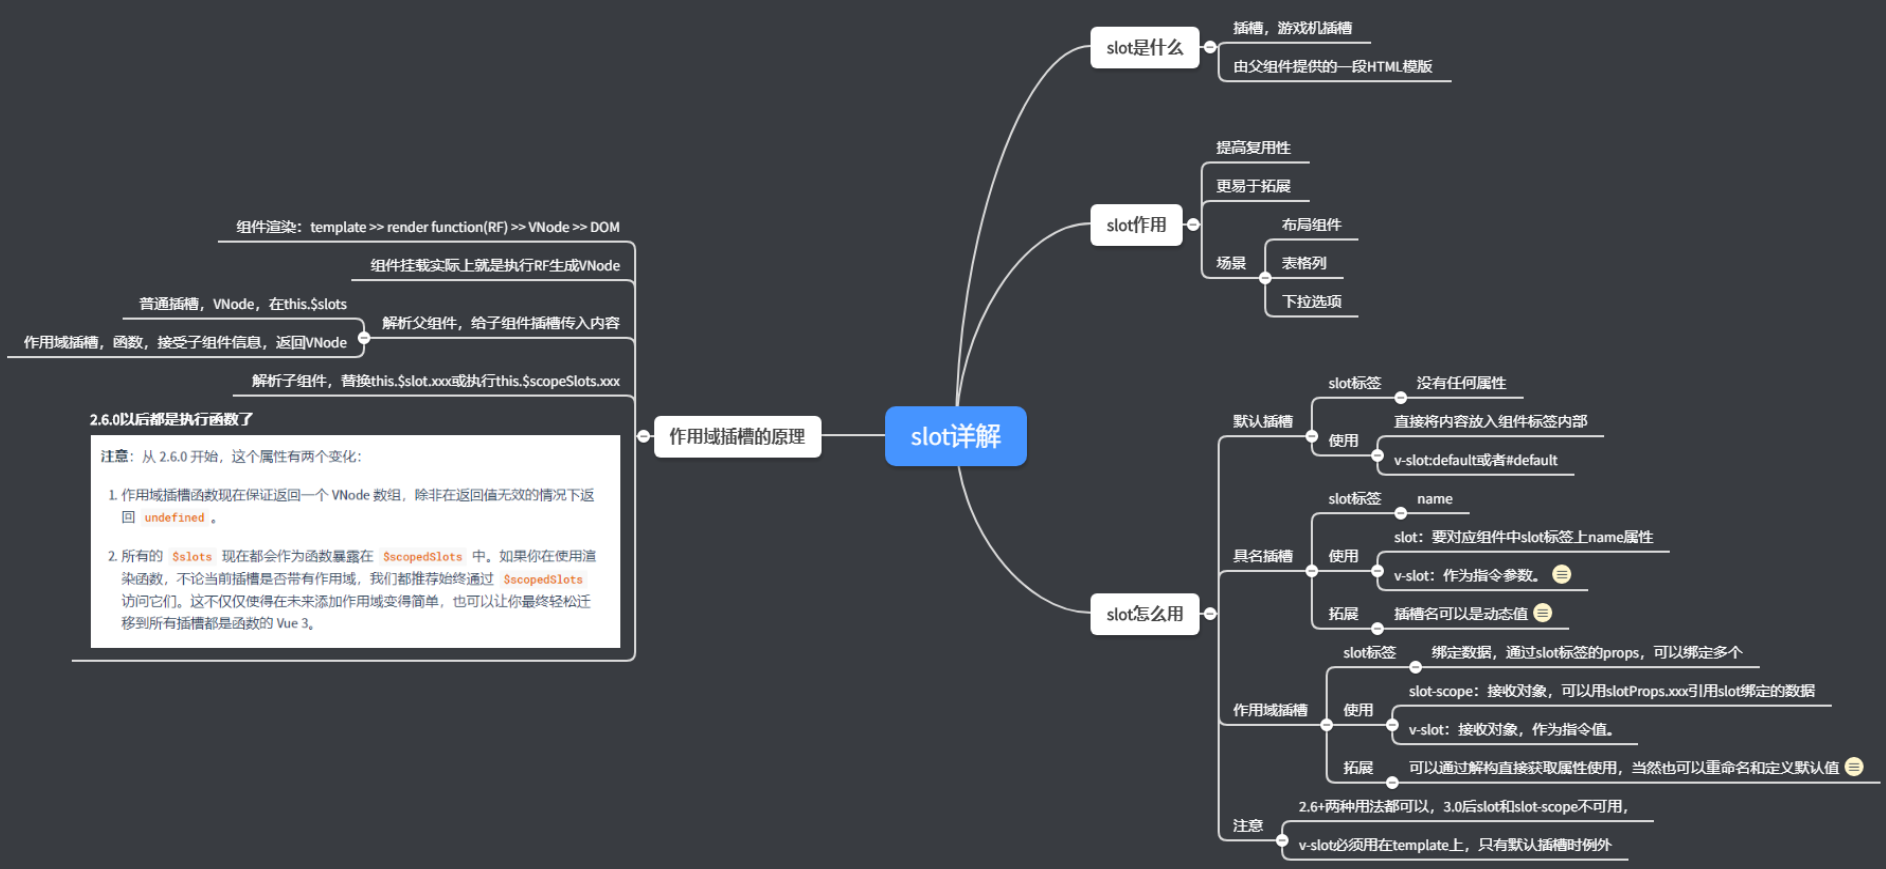 slot详解
slot是什么
插槽，游戏机插槽
由父组件提供的一段HTML模版
slot作用
提高复用性
更易于拓展
场景
布局组件
表格列
下拉选项
slot怎么用
默认插槽
slot标签
没有任何属性
使用
直接将内容放入组件标签内部
v-slot:default或者#default
具名插槽
slot标签
name
使用
slot：要对应组件中slot标签上name属性
v-slot：作为指令参数。
拓展
插槽名可以是动态值
作用域插槽
slot标签
绑定数据，通过slot标签的props，可以绑定多个
使用
slot-scope：接收对象，可以用slotProps.xxx引用slot绑定的数据
v-slot：接收对象，作为指令值。
拓展
可以通过解构直接获取属性使用，当然也可以重命名和定义默认值
注意
2.6+两种用法都可以，3.0后slot和slot-scope不可用，
v-slot必须用在template上，只有默认插槽时例外
作用域插槽的原理
组件渲染：template >> render function(RF) >> VNode >> DOM
组件挂载实际上就是执行RF生成VNode
解析父组件，给子组件插槽传入内容
普通插槽，VNode，在this.$slots
作用域插槽，函数，接受子组件信息，返回VNode
解析子组件，替换this.$slot.xxx或执行this.$scopeSlots.xxx
2.6.0以后都是执行函数了
注意：从 2.6.0 开始，这个属性有两个变化：
1. 作用域插槽函数现在保证返回一个 VNode 数组，除非在返回值无效的情况下返
回 undefined 。
2. 所有的 $slots 现在都会作为函数暴露在 $scopedSlots 中。如果你在使用渲
染函数，不论当前插槽是否带有作用域，我们都推荐始终通过 $scopedSlots
访问它们。这不仅仅使得在未来添加作用域变得简单，也可以让你最终轻松迁
移到所有插槽都是函数的 Vue 3。